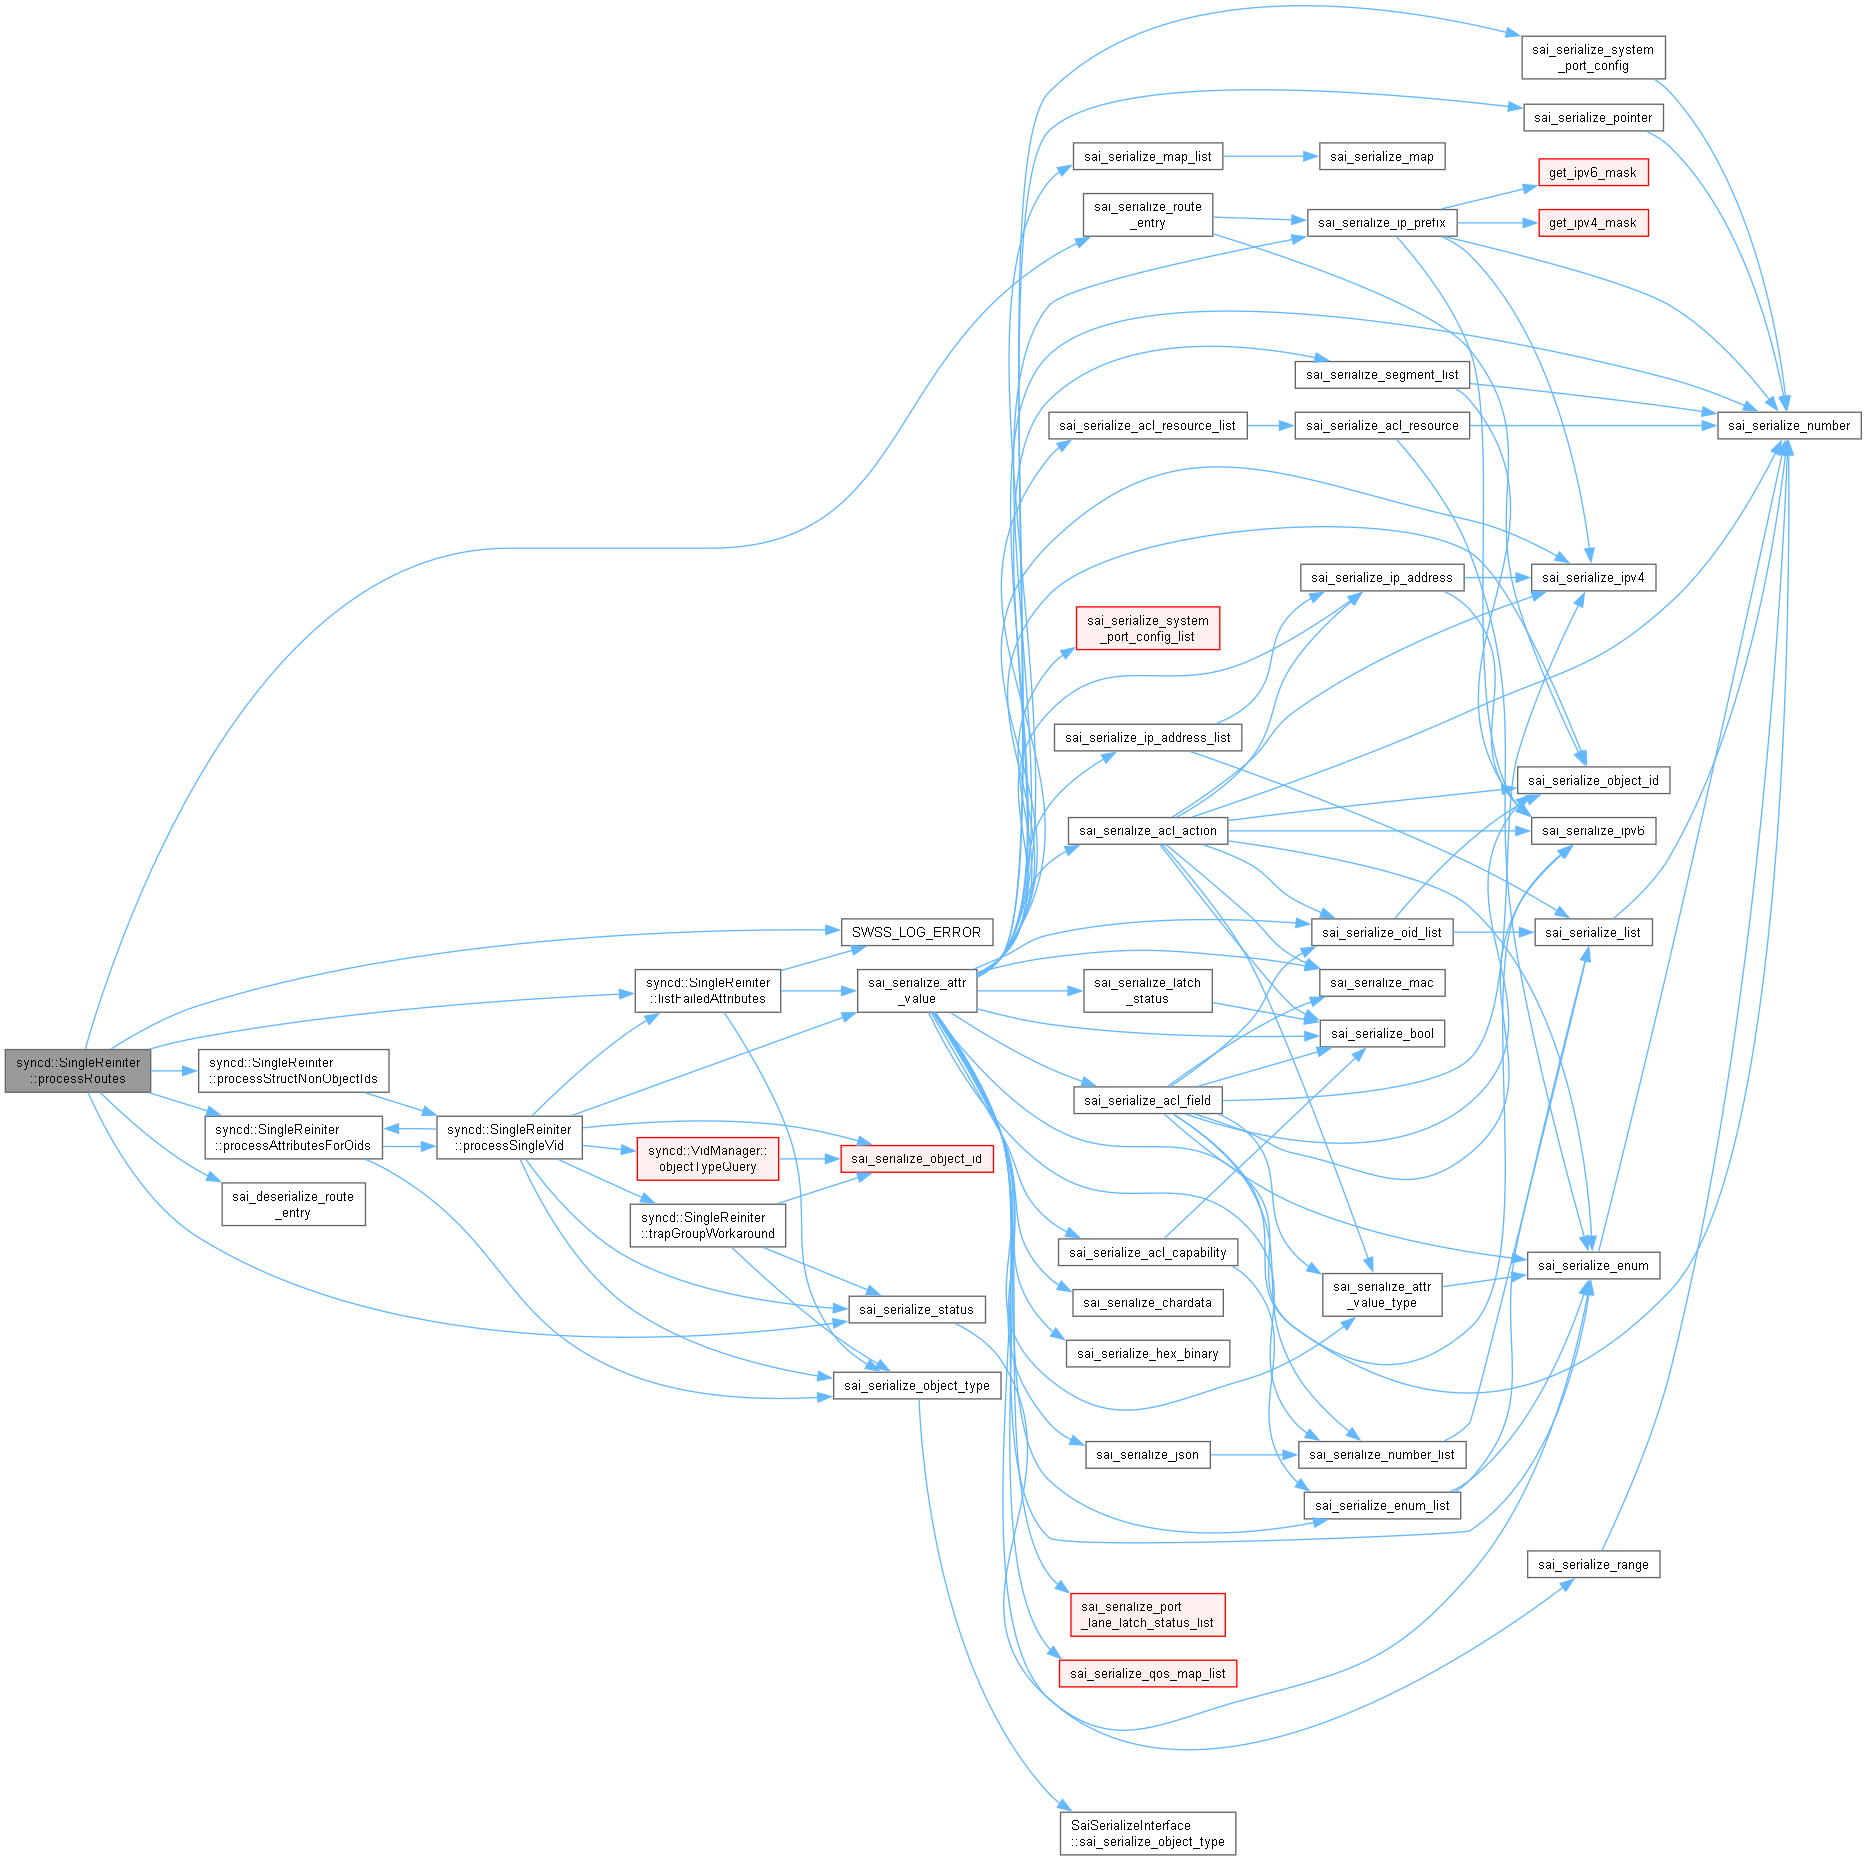 syncd::SingleReiniter
::processRoutes
syncd::SingleReiniter
::processStructNonObjectIds
syncd::SingleReiniter
::processAttributesForOids
sai_deserialize_route
_entry
syncd::SingleReiniter
::processSingleVid
syncd::SingleReiniter
::listFailedAttributes
syncd::VidManager::
objectTypeQuery
syncd::SingleReiniter
::trapGroupWorkaround
SWSS_LOG_ERROR
sai_serialize_attr
_value
sai_serialize_object_id
sai_serialize_status
sai_serialize_object_type
sai_serialize_map_list
sai_serialize_route
_entry
sai_serialize_acl_resource_list
sai_serialize_system
_port_config_list
sai_serialize_ip_address_list
sai_serialize_acl_action
sai_serialize_latch
_status
sai_serialize_acl_field
sai_serialize_acl_capability
sai_serialize_chardata
sai_serialize_hex_binary
sai_serialize_json
sai_serialize_port
_lane_latch_status_list
sai_serialize_qos_map_list
SaiSerializeInterface
::sai_serialize_object_type
sai_serialize_map
sai_serialize_ip_prefix
sai_serialize_segment_list
sai_serialize_acl_resource
sai_serialize_ip_address
sai_serialize_oid_list
sai_serialize_mac
sai_serialize_bool
sai_serialize_attr
_value_type
sai_serialize_number_list
sai_serialize_enum_list
sai_serialize_system
_port_config
sai_serialize_pointer
get_ipv6_mask
get_ipv4_mask
sai_serialize_ipv4
sai_serialize_object_id
sai_serialize_ipv6
sai_serialize_list
sai_serialize_enum
sai_serialize_range
sai_serialize_number